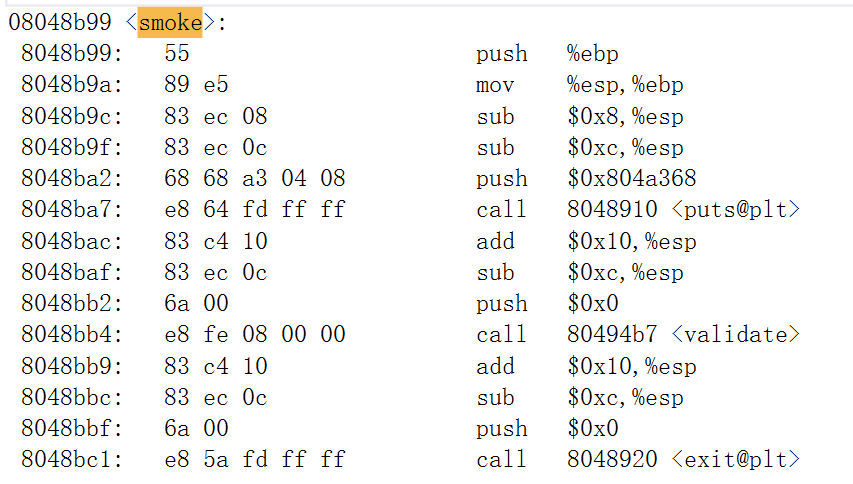 08048b99 <smoke>:
8048b99: 55 push %ebp
8048b9a: 89 e5 mov %esp,%ebp
8048b9c: 83 ec 08 sub $0x8,%esp
8048b9f: 83 ec 0c sub $0xc,%esp
8048ba2: 68 68 a3 04 08 push $0x804a368
8048ba7: e8 64 fd ff ff call 8048910 <puts@plt>
8048bac: 83 c4 10 add $0x10,%esp
8048baf: 83 ec 0c sub $0xc,%esp
8048bb2: 6a 00 push $0x0
8048bb4: e8 fe 08 00 00 call 80494b7 <validate>
8048bb9: 83 c4 10 add $0x10,%esp
8048bbc: 83 ec 0c sub $0xc,%esp
8048bbf: 6a 00 push $0x0
8048bc1: e8 5a fd ff ff call 8048920 <exit@plt>